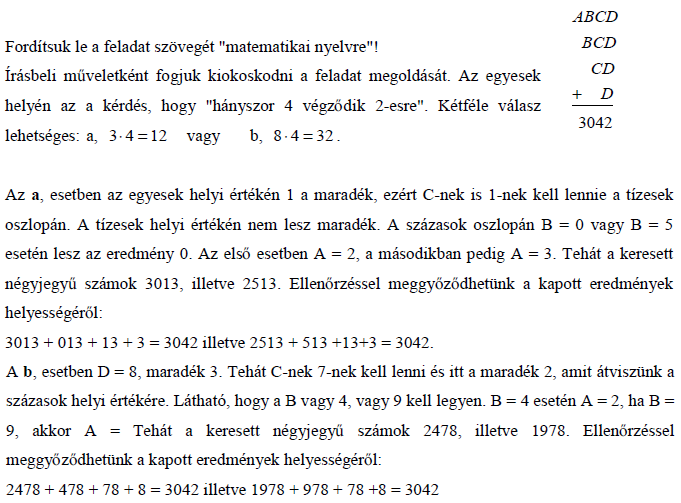 ABCD
BCD
Fordítsuk le a feladat szövegét "matematikai nyelvre"!
CD
Írásbeli műveletként fogjuk kiokoskodni a feladat megoldását. Az egyesek
+ D
helyén az a kérdés, hogy "hányszor 4 végződik 2-esre". Kétféle válasz
3042
lehetséges: a, 3·4=12 vagy b, 8·4=32.
Az a, esetben az egyesek helyi értékén 1 a maradék, ezért C-nek is 1-nek kell lennie a tízesek
oszlopán. A tízesek helyi értékén nem lesz maradék. A százasok oszlopán B = 0 vagy B = 5
esetén lesz az eredmény 0. Az első esetben A = 2, a másodikban pedig A = 3. Tehát a keresett
négyjegyű számok 3013, illetve 2513. Ellenőrzéssel meggyőződhetünk a kapott eredmények
helyességéről:
3013 + 013 + 13 + 3 = 3042 illetve 2513 + 513 +13+3 = 3042.
A b, esetben D = 8, maradék 3. Tehát C-nek 7-nek kell lenni és itt a maradék 2, amit átviszünk a
százasok helyi értékére. Látható, hogy a B vagy 4, vagy 9 kell legyen. B = 4 esetén A = 2, ha B =
9, akkor A = Tehát a keresett négyjegyű számok 2478, illetve 1978. Ellenőrzéssel
meggyőződhetünk a kapott eredmények helyességéről:
2478 + 478 + 78 + 8 = 3042 illetve 1978 + 978 + 78 +8 = 3042